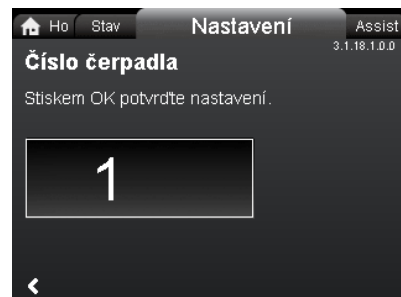 Ho Stav Nastavení Assist
3.1.18.1.0.0
Číslo čerpadla
Stiskem OK potvrďte nastavení.
1